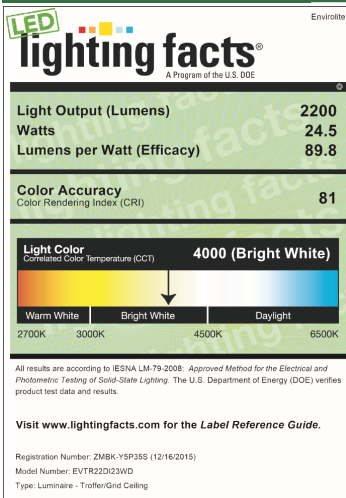 Envirolite
LED
lighting facts®
A Program of the U.S. DOE
Light Output (Lumens) 2200
Watts 24.5
Lumens per Watt (Efficacy) 89.8
Color Accuracy
Color Rendering Index (CRI) 81
Light Color
Correlated Color Temperature (CCT) 4000 (Bright White)
Warm White Bright White Daylight
2700K 3000K 4500K 6500K
All results are according to IESNA LM-79-2008: Approved Method for the Electrical and
Photometric Testing of Solid-State Lighting. The U.S. Department of Energy (DOE) verifies
product test data and results.
Visit www.lightingfacts.com for the Label Reference Guide.
Registration Number: ZMBK-Y5P35S (12/16/2015)
Model Number: EVTR22DI23WD
Type: Luminaire - Troffer/Grid Ceiling